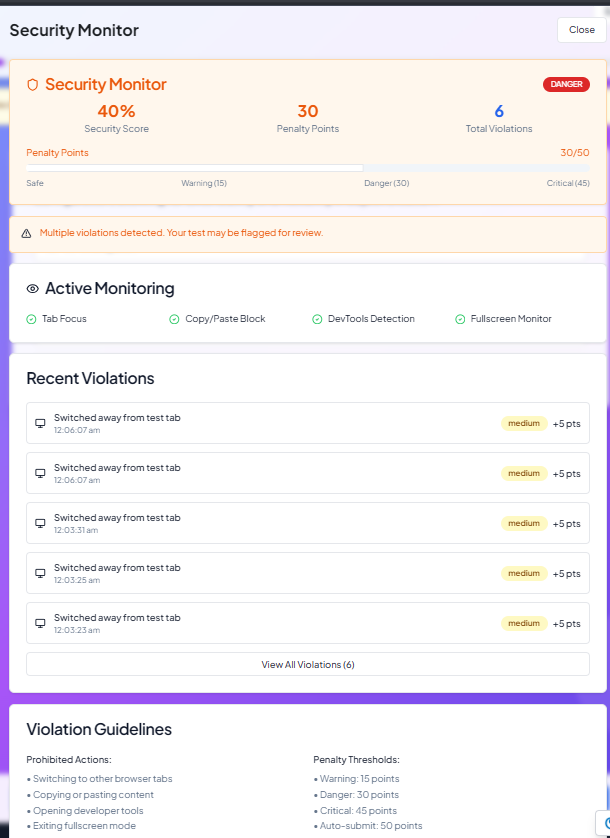 Security Monitor
Close
Security Monitor
DANGER
40%
30
6
Security Score
Penalty Points
Total Violations
Penalty Points
30/50
Safe
Warning (15)
Danger (30)
Critical (45)
Multiple violations detected. Your test may be flagged for review.
Active Monitoring
Tab Focus
Copy/Paste Block
DevTools Detection
Fullscreen Monitor
Recent Violations
Switched away from test tab
12:06:07 am
medium
+5 pts
Switched away from test tab
12:06:07 am
medium
+5 pts
Switched away from test tab
12:03:31 am
medium
+5 pts
Switched away from test tab
12:03:25 am
medium
+5 pts
Switched away from test tab
12:03:23 am
medium
+5 pts
View All Violations (6)
Violation Guidelines
Prohibited Actions:
• Switching to other browser tabs
• Copying or pasting content
• Opening developer tools
• Exiting fullscreen mode
Penalty Thresholds:
• Warning: 15 points
• Danger: 30 points
• Critical: 45 points
• Auto-submit: 50 points